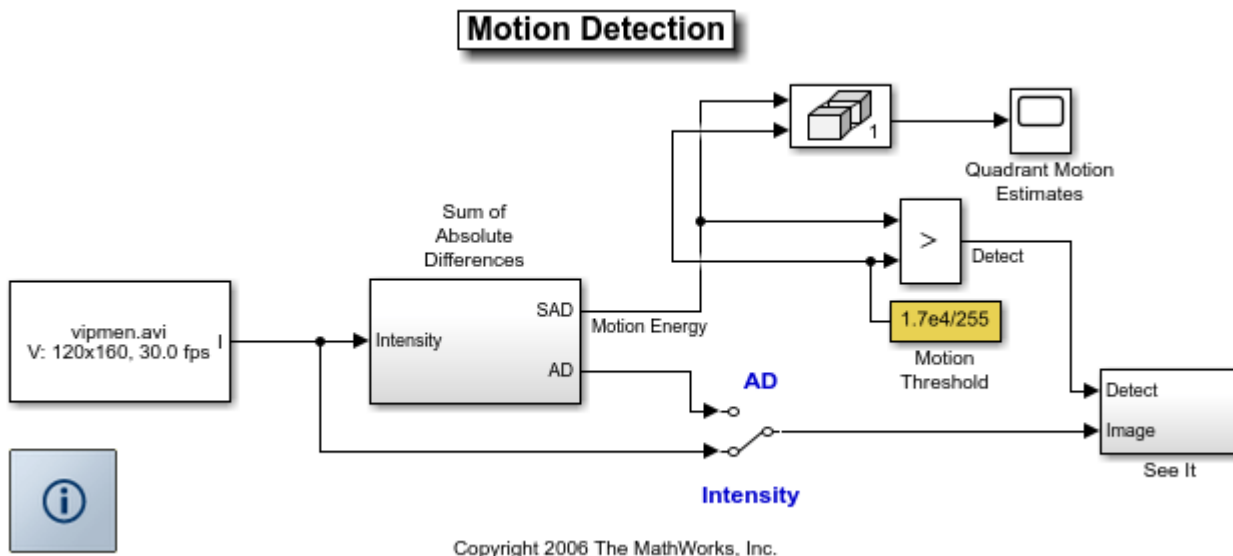 Motion Detection
1
Quadrant Motion
Estimates
Sum of
Absolute
Differences
>
Detect
vipmen.avi
V: 120x160, 30.0 fps
I
Intensity
SAD
AD
Motion Energy
1.7e4/255
Motion
Threshold
AD
Intensity
Detect
Image
See It
i
Copyright 2006 The MathWorks, Inc.